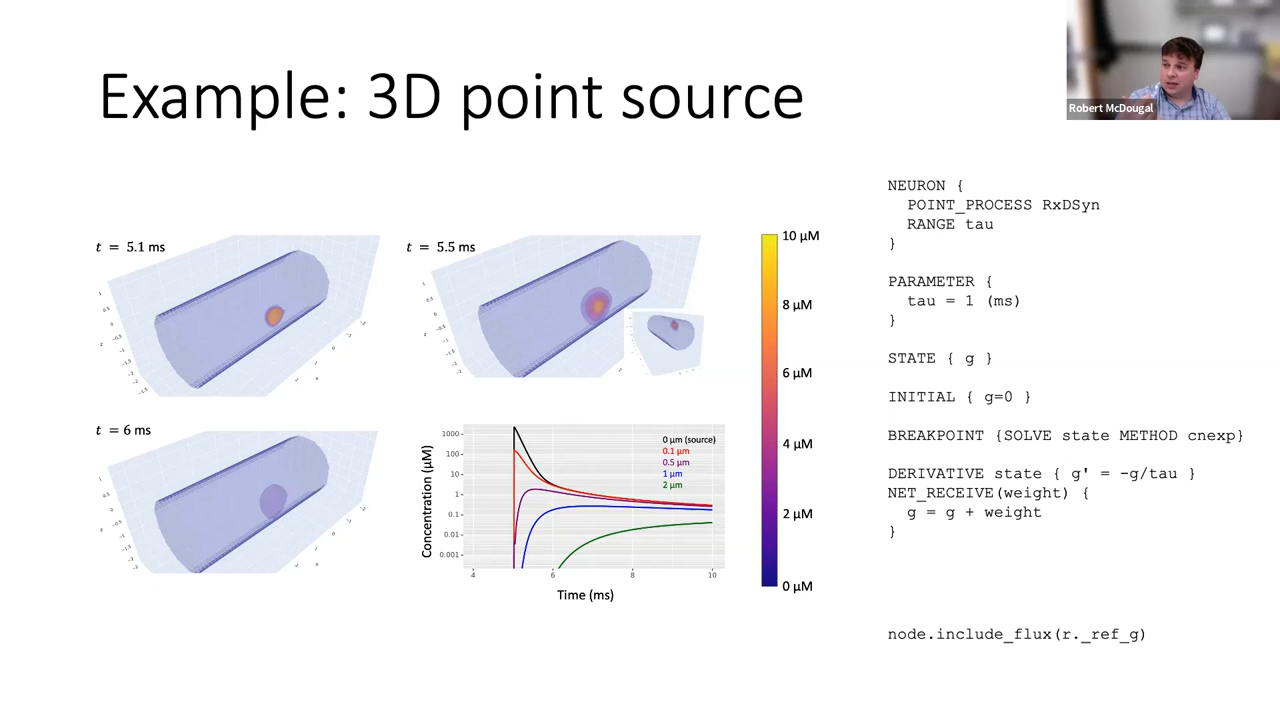 Example: 3D point source
Robert McDougal
t = 5.1 ms
t = 5.5 ms
t = 6 ms
10 μM
8 μM
6 μM
4 μM
2 μM
0 μM
Concentration (μM)
1000
100
10
1
0.1
0.01
0.001
0 μm (source)
0.1 μm
0.5 μm
1 μm
2 μm
4
6
8
10
Time (ms)
NEURON {
POINT_PROCESS RxDSyn
RANGE tau
}
PARAMETER {
tau = 1 (ms)
}
STATE { g }
INITIAL { g=0 }
BREAKPOINT {SOLVE state METHOD cnexp}
DERIVATIVE state { g' = -g/tau }
NET_RECEIVE(weight) {
g = g + weight
}
node.include_flux(r._ref_g)